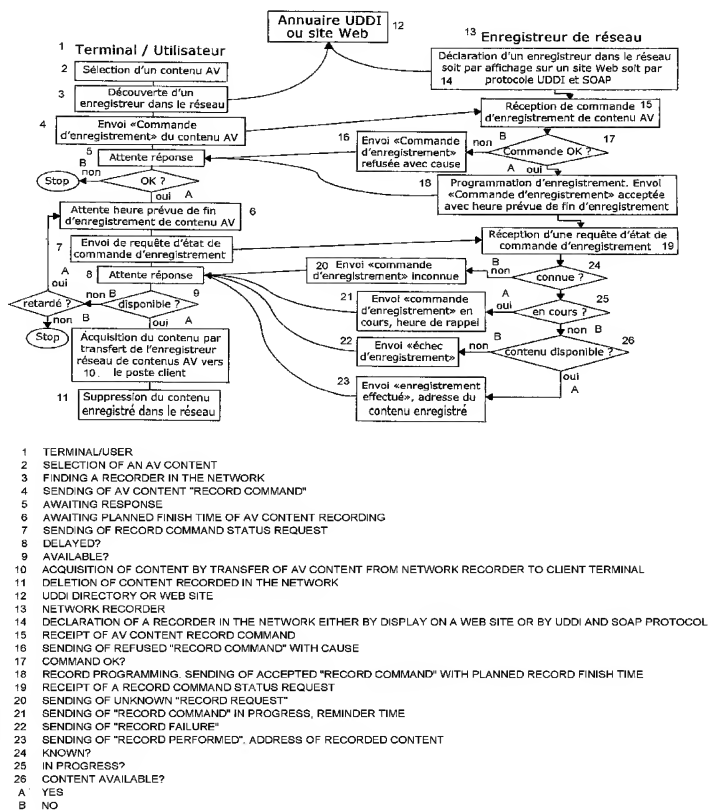 Annuaire UDDI
ou site Web
12
13 Enregistreur de réseau
1 Terminal / Utilisateur
2 Sélection d'un contenu AV
3 Découverte d'un
enregistreur dans le réseau
Déclaration d'un enregistreur dans le réseau
soit par affichage sur un site Web soit par
14 protocole UDDI et SOAP
Réception de commande 15
d'enregistrement de contenu AV
4 Envoi «Commande
d'enregistrement» du contenu AV
16 Envoi «Commande
d'enregistrement»
refusée avec cause
B
non
17
Commande OK ?
A oui
5 Attente réponse
B
non
Stop
OK ?
oui A
18 Programmation d'enregistrement. Envoi
«Commande d'enregistrement» acceptée
avec heure prévue de fin d'enregistrement
Attente heure prévue de fin
d'enregistrement de contenu AV
6
7 Envoi de requête d'état de
commande d'enregistrement
Réception d'une requête d'état de
commande d'enregistrement 19
8 Attente réponse
20 Envoi «commande
d'enregistrement» inconnue
B
non
24
connue ?
A
oui
retardé ?
non B
disponible ?
9
21 Envoi «commande
d'enregistrement» en
cours, heure de rappel
A
oui
25
en cours ?
non B
non
B
Stop
oui A
22 Envoi «échec
d'enregistrement»
B
non
contenu disponible ?
26
Acquisition du contenu par
transfert de l'enregistreur
réseau de contenus AV vers
10. le poste client
23 Envoi «enregistrement
effectué», adresse du
contenu enregistré
oui
A
11 Suppression du contenu
enregistré dans le réseau
1 TERMINAL/USER
2 SELECTION OF AN AV CONTENT
3 FINDING A RECORDER IN THE NETWORK
4 SENDING OF AV CONTENT "RECORD COMMAND"
5 AWAITING RESPONSE
6 AWAITING PLANNED FINISH TIME OF AV CONTENT RECORDING
7 SENDING OF RECORD COMMAND STATUS REQUEST
8 DELAYED?
9 AVAILABLE?
10 ACQUISITION OF CONTENT BY TRANSFER OF AV CONTENT FROM NETWORK RECORDER TO CLIENT TERMINAL
11 DELETION OF CONTENT RECORDED IN THE NETWORK
12 UDDI DIRECTORY OR WEB SITE
13 NETWORK RECORDER
14 DECLARATION OF A RECORDER IN THE NETWORK EITHER BY DISPLAY ON A WEB SITE OR BY UDDI AND SOAP PROTOCOL
15 RECEIPT OF AV CONTENT RECORD COMMAND
16 SENDING OF REFUSED "RECORD COMMAND" WITH CAUSE
17 COMMAND OK?
18 RECORD PROGRAMMING. SENDING OF ACCEPTED "RECORD COMMAND" WITH PLANNED RECORD FINISH TIME
19 RECEIPT OF A RECORD COMMAND STATUS REQUEST
20 SENDING OF UNKNOWN "RECORD REQUEST"
21 SENDING OF "RECORD COMMAND" IN PROGRESS, REMINDER TIME
22 SENDING OF "RECORD FAILURE"
23 SENDING OF "RECORD PERFORMED", ADDRESS OF RECORDED CONTENT
24 KNOWN?
25 IN PROGRESS?
26 CONTENT AVAILABLE?
A YES
B NO